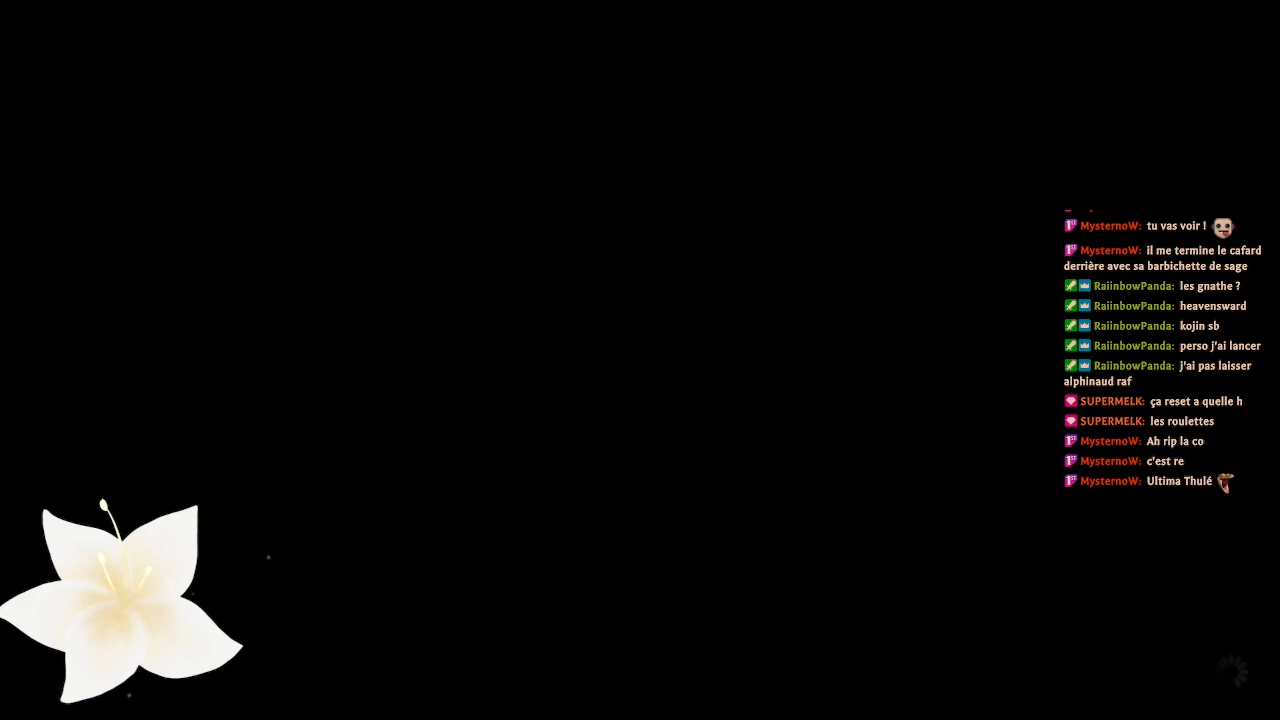 MysternoW: tu vas voir !
MysternoW: il me termine le cafard
derrière avec sa barbichette de sage
RaiinbowPanda: les gnathe ?
RaiinbowPanda: heavensward
RaiinbowPanda: kojin sb
RaiinbowPanda: perso j'ai lancer
RaiinbowPanda: j'ai pas laisser
alphinaud raf
SUPERMELK: ça reset a quelle h
SUPERMELK: les roulettes
MysternoW: Ah rip la co
MysternoW: c'est re
MysternoW: Ultima Thulé